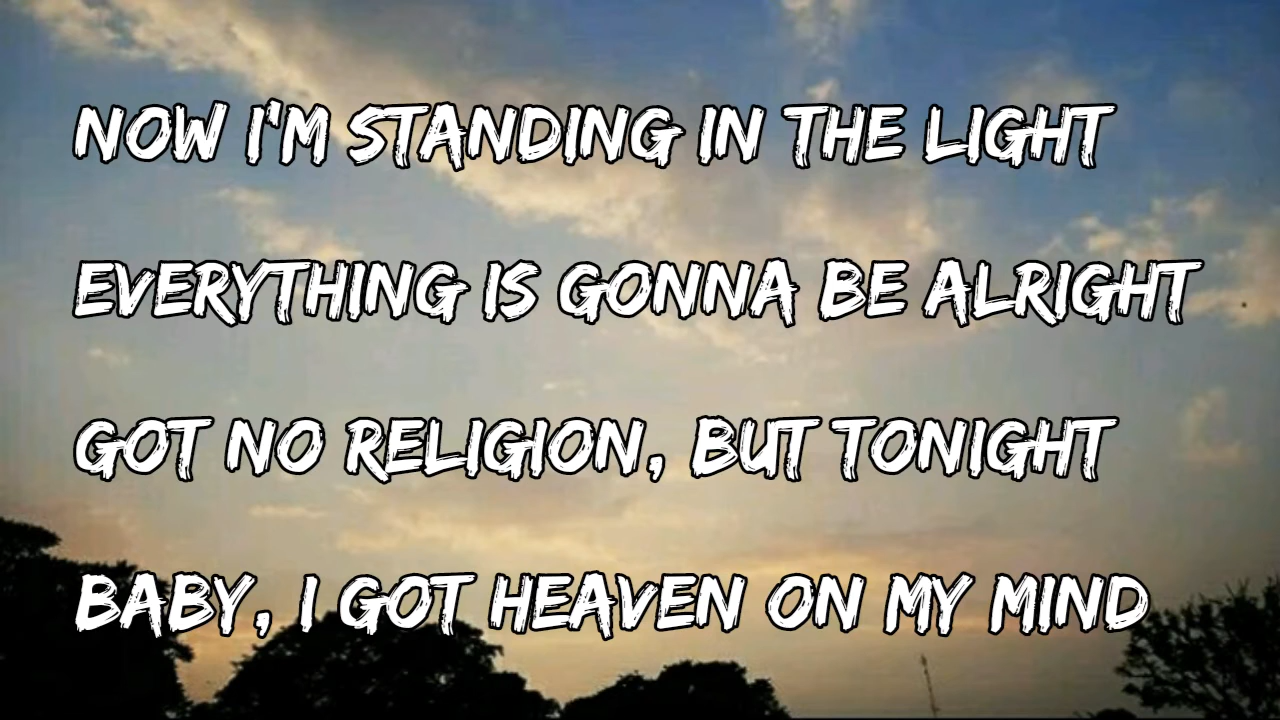 NOW I'M STANDING IN THE LIGHT
EVERYTHING IS GONNA BE ALRIGHT
GOT NO RELIGION, BUT TONIGHT
BABY, I GOT HEAVEN ON MY MIND